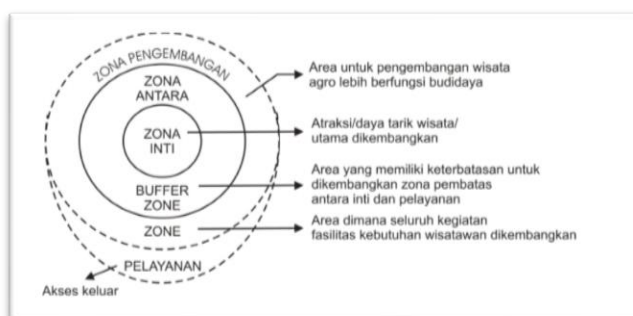 ZONA PENGEMBANGAN
ZONA
ANTARA
ZONA
INTI
BUFFER
ZONE
ZONE
PELAYANAN
Akses keluar
Area untuk pengembangan wisata
agro lebih berfungsi budidaya
Atraksi/daya tarik wisata/
utama dikembangkan
Area yang memiliki keterbatasan untuk
dikembangkan zona pembatas
antara inti dan pelayanan
Area dimana seluruh kegiatan
fasilitas kebutuhan wisatawan dikembangkan